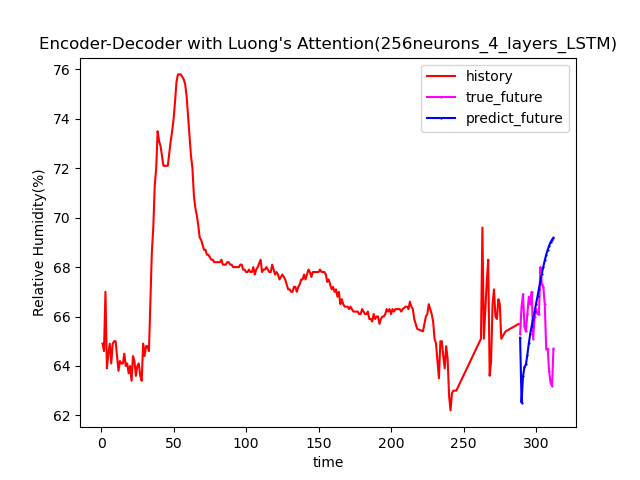 Encoder-Decoder with Luong's Attention(256neurons_4_layers_LSTM)
history
true_future
predict_future
Relative Humidity(%)
76
74
72
70
68
66
64
62
0 50 100 150 200 250 300
time